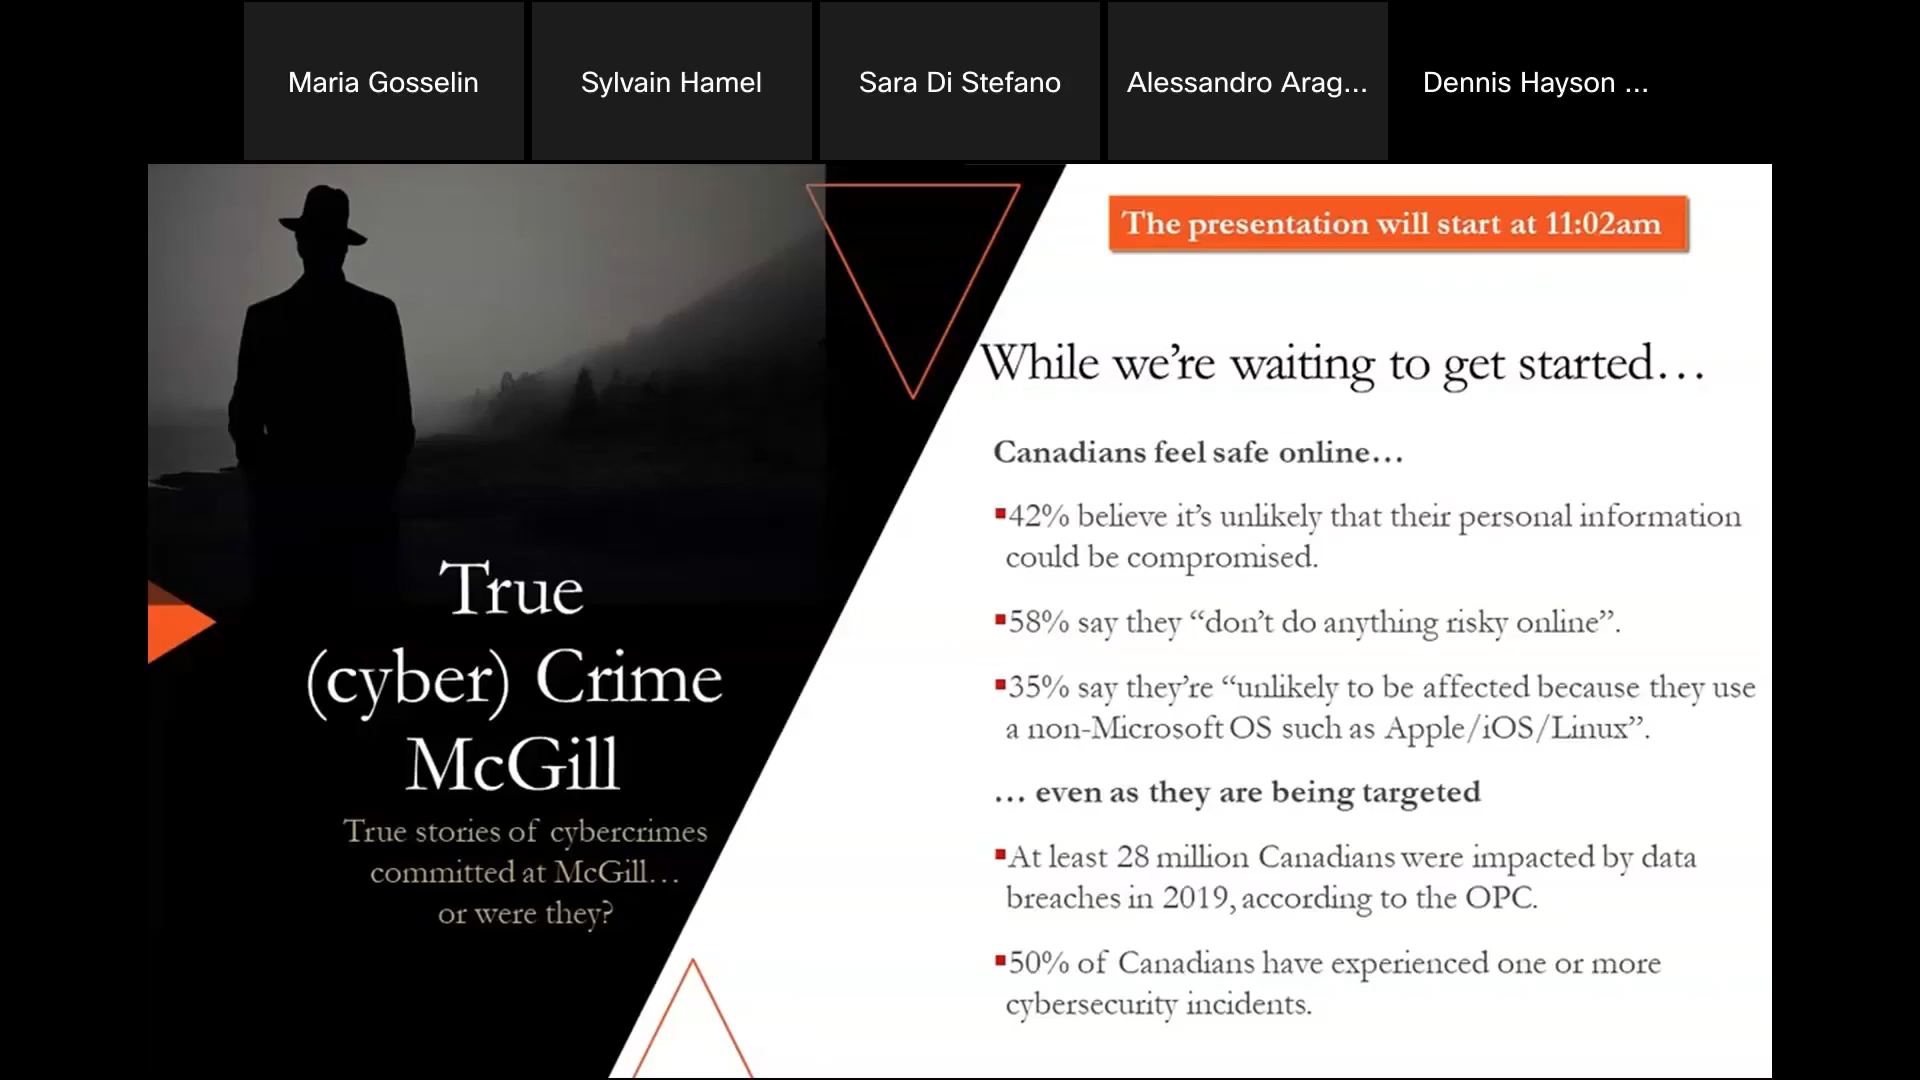 Maria Gosselin
Sylvain Hamel
Sara Di Stefano
Alessandro Arag...
Dennis Hayson ...
True
(cyber) Crime
McGill
True stories of cybercrimes
committed at McGill…
or were they?
The presentation will start at 11:02am
While we’re waiting to get started…
Canadians feel safe online…
▪42% believe it’s unlikely that their personal information
could be compromised.
▪58% say they “don’t do anything risky online”.
▪35% say they’re “unlikely to be affected because they use
a non-Microsoft OS such as Apple/iOS/Linux”.
… even as they are being targeted
▪At least 28 million Canadians were impacted by data
breaches in 2019, according to the OPC.
▪50% of Canadians have experienced one or more
cybersecurity incidents.